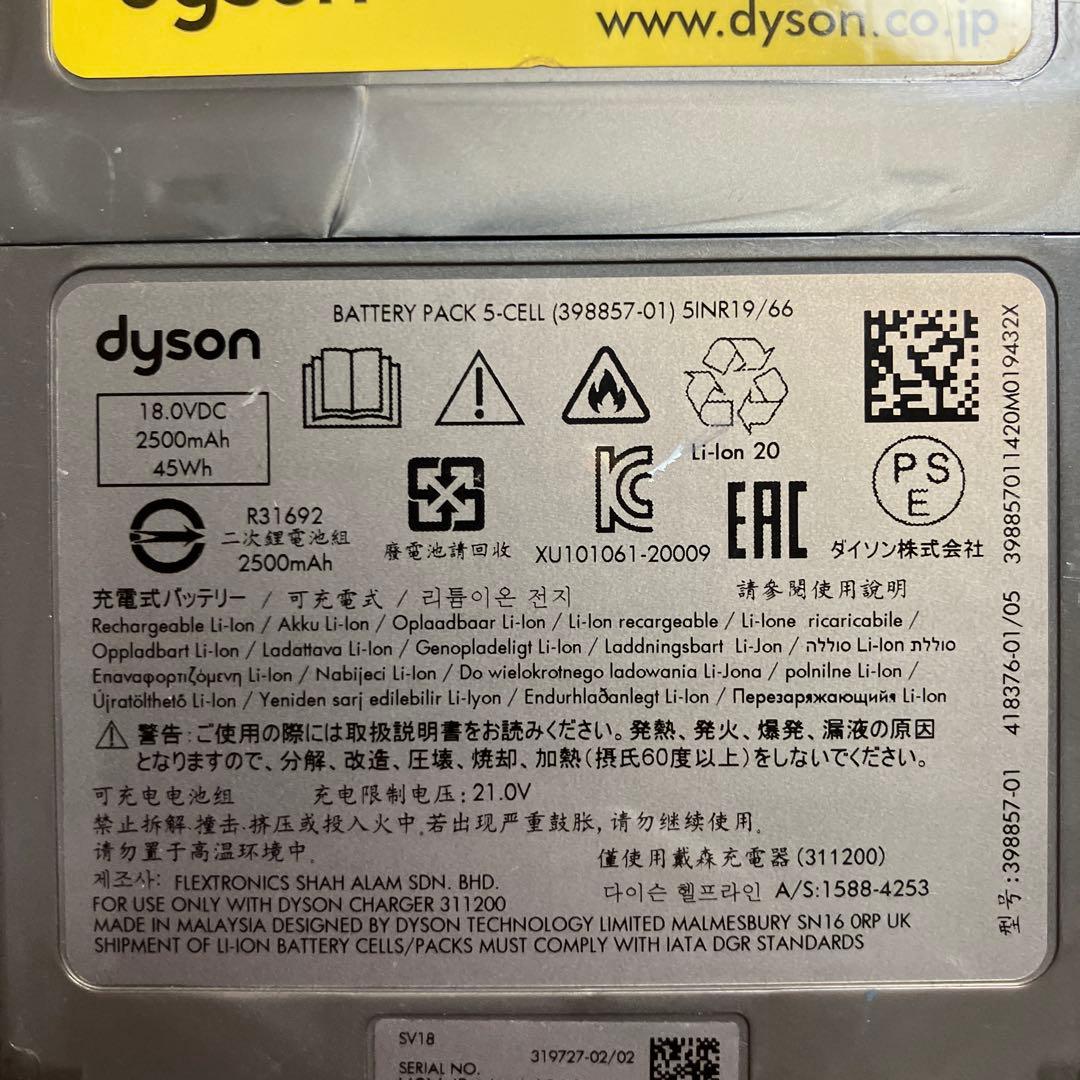 dyson
www.dyson.co.jp
BATTERY PACK 5-CELL (398857-01) 5INR19/66
dyson
18.0VDC
2500mAh
45Wh
Li-Ion 20
PSE
R31692
二次鋰電池組
2500mAh
廢電池請回收
XU101061-20009
EAC
ダイソン株式会社
充電式バッテリー / 可充電式 / 리튬이온 전지
請參閱使用說明
Rechargeable Li-Ion / Akku Li-Ion / Oplaadbaar Li-Ion / Li-Ion recargeable / Li-Ione ricaricabile /
Oppladbart Li-Ion / Ladattava Li-Ion / Genopladeligt Li-Ion / Laddningsbart Li-Jon / סוללה Li-Ion סוללת
Επαναφορτιζόμενη Li-Ion / Nabijeci Li-Ion / Do wielokrotnego ladowania Li-Jona / polnilne Li-Ion /
Újratölthető Li-Ion / Yeniden sarj edilebilir Li-Iyon / Endurhlaðanlegt Li-Ion / Перезаряжающийся Li-Ion
警告:ご使用の際には取扱説明書をお読みください。発熱、発火、爆発、漏液の原因
となりますので、分解、改造、圧壊、焼却、加熱(摂氏60度以上)をしないでください。
可充电电池组 充电限制电压:21.0V
禁止拆解,撞击,挤压或投入火中,若出现严重鼓胀,请勿继续使用。
请勿置于高温环境中。
僅使用戴森充電器(311200)
제조사: FLEXTRONICS SHAH ALAM SDN. BHD.
다이슨 헬프라인 A/S:1588-4253
FOR USE ONLY WITH DYSON CHARGER 311200
MADE IN MALAYSIA DESIGNED BY DYSON TECHNOLOGY LIMITED MALMESBURY SN16 0RP UK
SHIPMENT OF LI-ION BATTERY CELLS/PACKS MUST COMPLY WITH IATA DGR STANDARDS
型号:398857-01 418376-01/05 398857011420M019432X
SV18
319727-02/02
SERIAL NO.